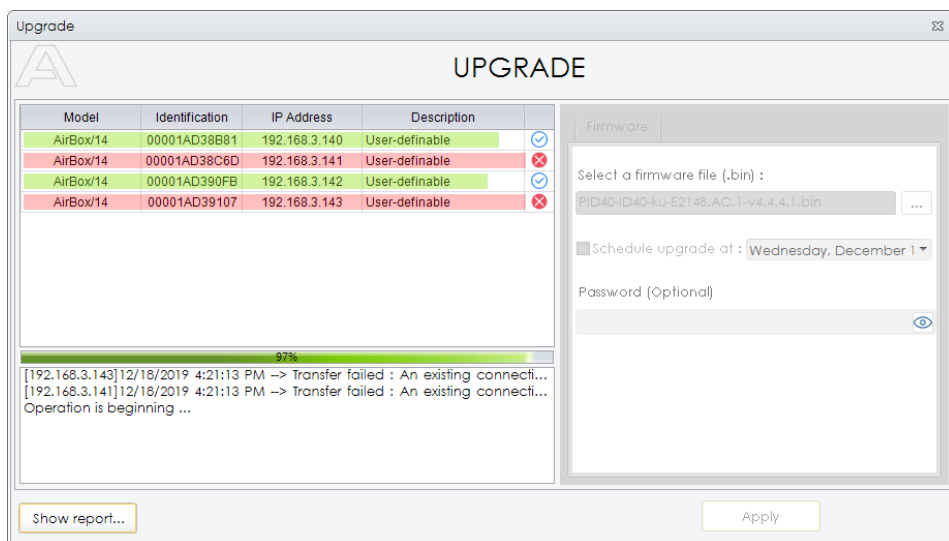 Upgrade
UPGRADE
Model Identification IP Address Description
AirBox/14 00001AD38B81 192.168.3.140 User-definable
AirBox/14 00001AD38C6D 192.168.3.141 User-definable
AirBox/14 00001AD390FB 192.168.3.142 User-definable
AirBox/14 00001AD39107 192.168.3.143 User-definable
97%
[192.168.3.143]12/18/2019 4:21:13 PM --> Transfer failed : An existing connecti...
[192.168.3.141]12/18/2019 4:21:13 PM --> Transfer failed : An existing connecti...
Operation is beginning ...
Show report...
Firmware
Select a firmware file (.bin) :
PID40-ID40-ku-E2148.AC.1-v4.4.4.1.bin ...
Schedule upgrade at : Wednesday, December 1
Password (Optional)
Apply